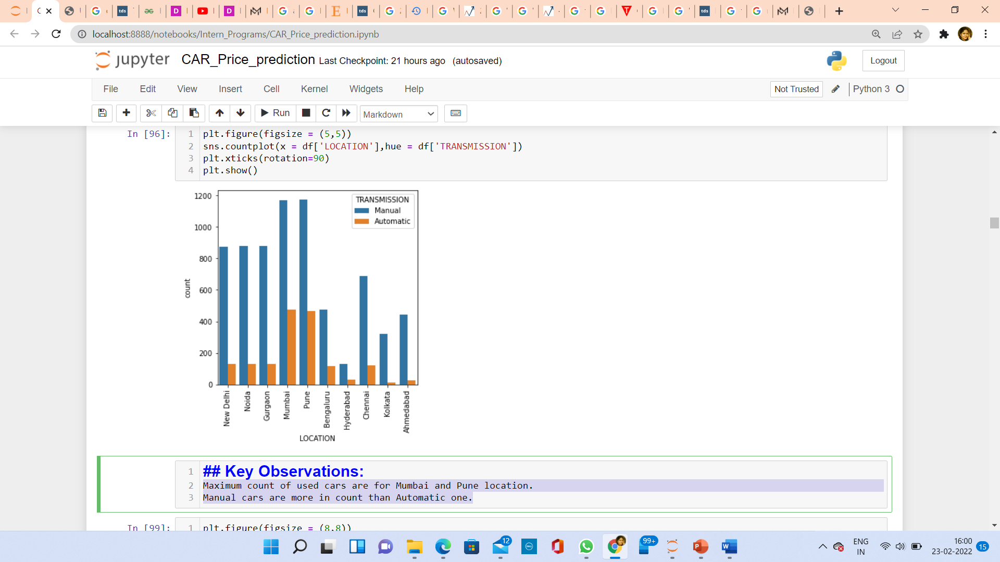 localhost:8888/notebooks/Intern_Programs/CAR_Price_prediction.ipynb
jupyter CAR_Price_prediction Last Checkpoint: 21 hours ago (autosaved)
Logout
File Edit View Insert Cell Kernel Widgets Help
Not Trusted
Python 3
Run
Markdown
In [96]:
1 plt.figure(figsize = (5,5))
2 sns.countplot(x = df['LOCATION'],hue = df['TRANSMISSION'])
3 plt.xticks(rotation=90)
4 plt.show()
TRANSMISSION
Manual
Automatic
1200
1000
800
600
400
200
0
count
New Delhi
Noida
Gurgaon
Mumbai
Pune
Bengaluru
Hyderabad
Chennai
Kolkata
Ahmedabad
LOCATION
1 ## Key Observations:
2 Maximum count of used cars are for Mumbai and Pune location.
3 Manual cars are more in count than Automatic one.
In [99]:
1 plt.figure(figsize = (8,8))
12
99+
ENG
IN
16:00
23-02-2022
15